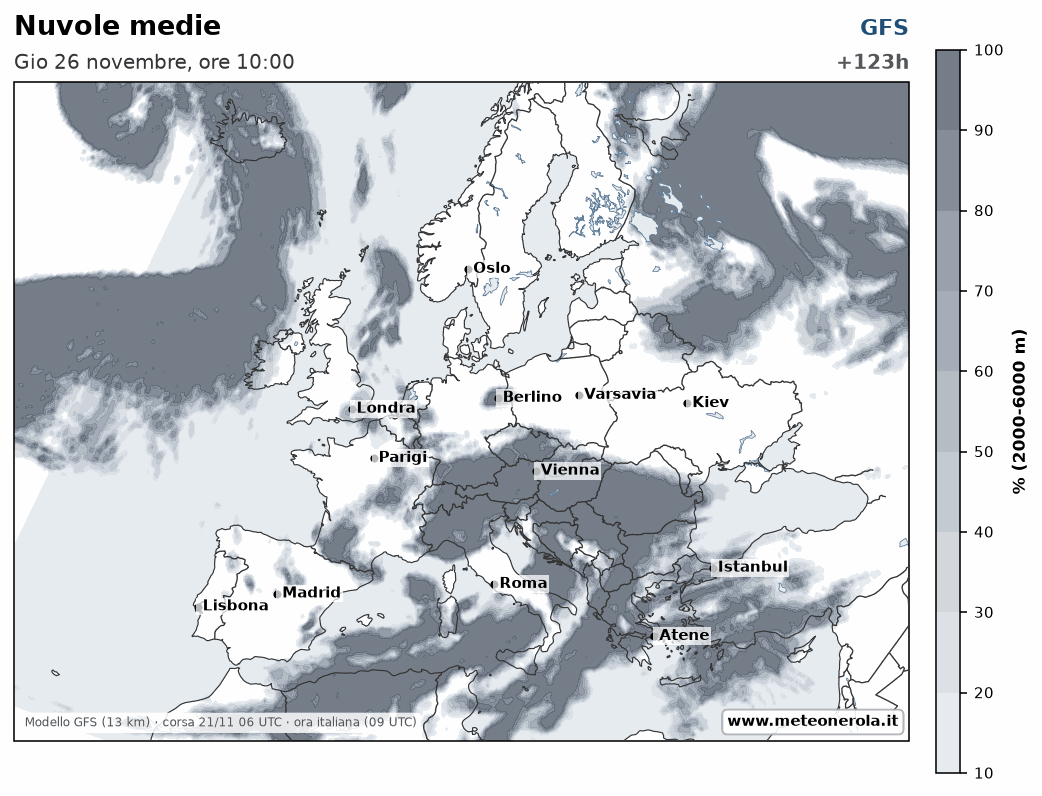 Nuvole medie
GFS
Gio 26 novembre, ore 10:00
+123h
100
90
80
70
60
50
40
30
20
10
% (2000-6000 m)
Oslo
Berlino
Varsavia
Kiev
Londra
Parigi
Vienna
Istanbul
Roma
Madrid
Lisbona
Atene
Modello GFS (13 km) · corsa 21/11 06 UTC · ora italiana (09 UTC)
www.meteonerola.it